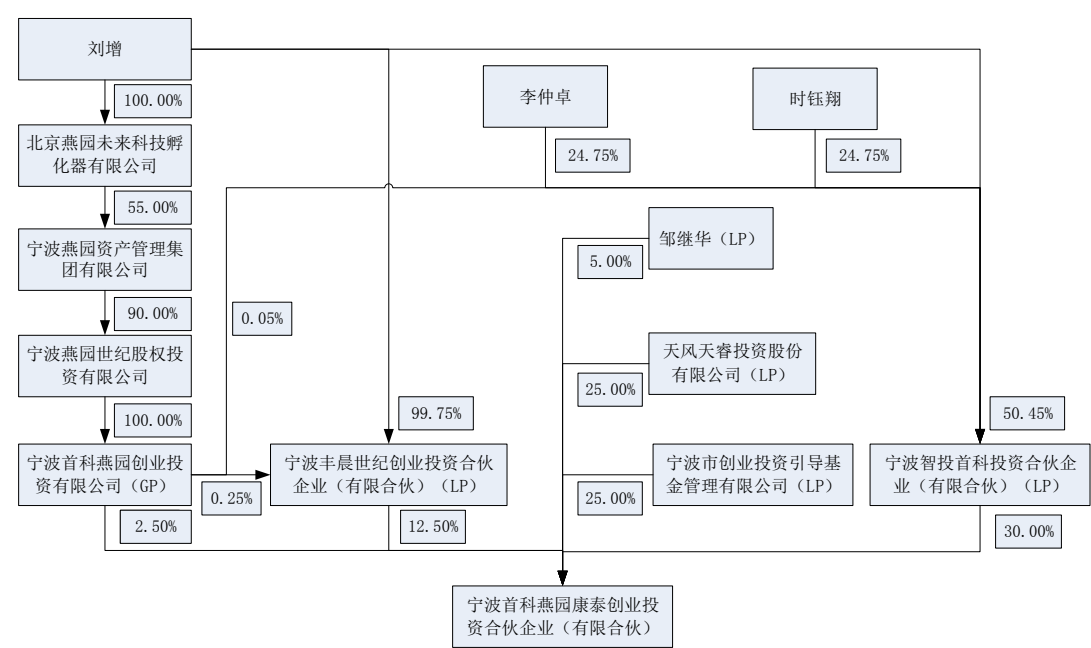 刘增
100.00%
李仲卓
时钰翔
北京燕园未来科技孵
化器有限公司
24.75%
24.75%
55.00%
宁波燕园资产管理集
团有限公司
邹继华（LP）
5.00%
90.00%
0.05%
宁波燕园世纪股权投
资有限公司
天风天睿投资股份
有限公司（LP）
25.00%
100.00%
99.75%
50.45%
宁波首科燕园创业投
资有限公司（GP）
0.25%
宁波丰晨世纪创业投资合伙
企业（有限合伙）（LP）
宁波市创业投资引导基
金管理有限公司（LP）
25.00%
宁波智投首科投资合伙企
业（有限合伙）（LP）
2.50%
12.50%
30.00%
宁波首科燕园康泰创业投
资合伙企业（有限合伙）